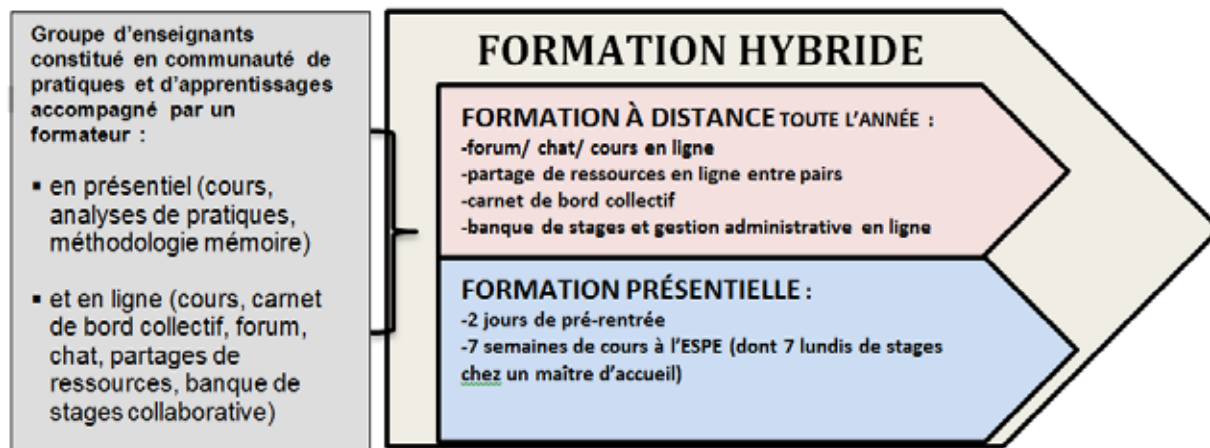 Groupe d'enseignants
constitué en communauté de
pratiques et d'apprentissages
accompagné par un
formateur :
▪ en présentiel (cours,
analyses de pratiques,
méthodologie mémoire)
▪ et en ligne (cours, carnet
de bord collectif, forum,
chat, partages de
ressources, banque de
stages collaborative)
FORMATION HYBRIDE
FORMATION À DISTANCE TOUTE L'ANNÉE :
-forum/ chat/ cours en ligne
-partage de ressources en ligne entre pairs
-carnet de bord collectif
-banque de stages et gestion administrative en ligne
FORMATION PRÉSENTIELLE :
-2 jours de pré-rentrée
-7 semaines de cours à l'ESPE (dont 7 lundis de stages
chez un maître d'accueil)